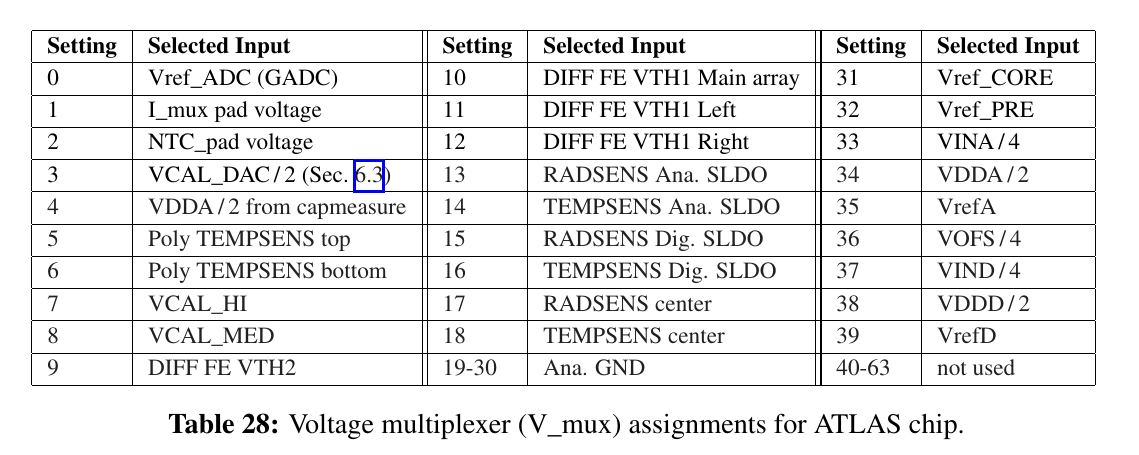 Setting Selected Input Setting Selected Input Setting Selected Input
0 Vref_ADC (GADC) 10 DIFF FE VTH1 Main array 31 Vref_CORE
1 I_mux pad voltage 11 DIFF FE VTH1 Left 32 Vref_PRE
2 NTC_pad voltage 12 DIFF FE VTH1 Right 33 VINA / 4
3 VCAL_DAC / 2 (Sec. 6.3) 13 RADSENS Ana. SLDO 34 VDDA / 2
4 VDDA / 2 from capmeasure 14 TEMPSENS Ana. SLDO 35 VrefA
5 Poly TEMPSENS top 15 RADSENS Dig. SLDO 36 VOFS / 4
6 Poly TEMPSENS bottom 16 TEMPSENS Dig. SLDO 37 VIND / 4
7 VCAL_HI 17 RADSENS center 38 VDDD / 2
8 VCAL_MED 18 TEMPSENS center 39 VrefD
9 DIFF FE VTH2 19-30 Ana. GND 40-63 not used
Table 28: Voltage multiplexer (V_mux) assignments for ATLAS chip.